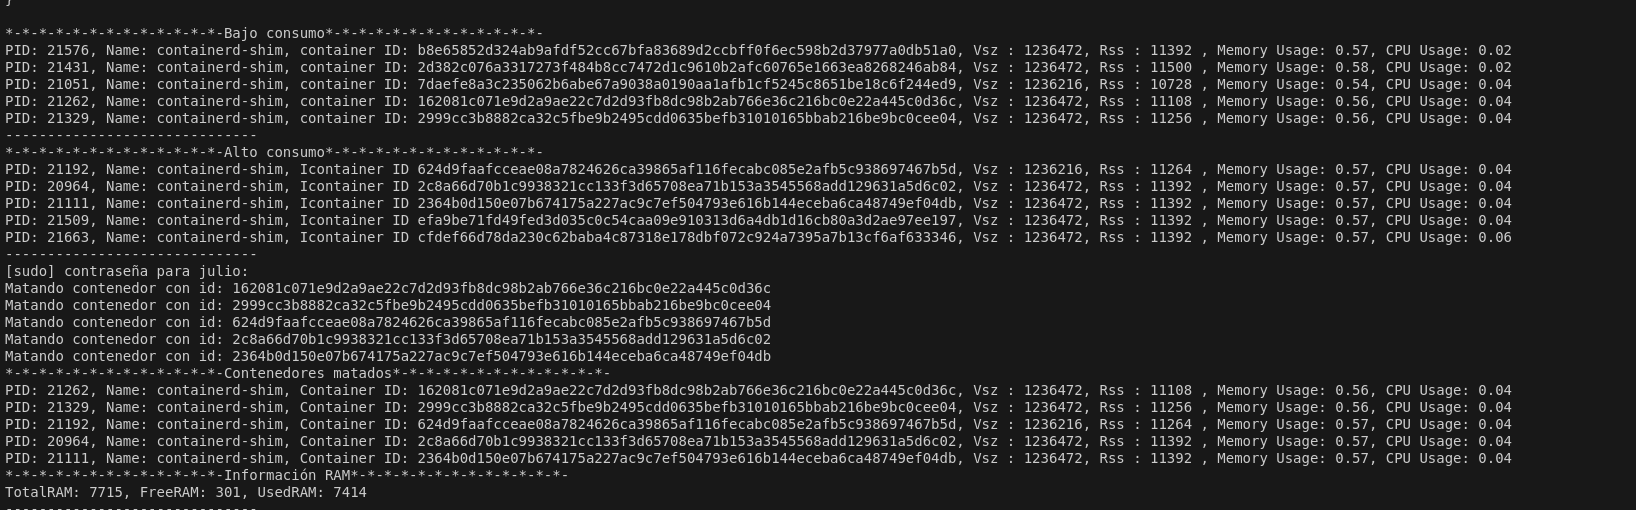 }
*-*-*-*-*-*-*-*-*-*-*-*-*-Bajo consumo*-*-*-*-*-*-*-*-*-*-*-*-*-
PID: 21576, Name: containerd-shim, container ID: b8e65852d324ab9afdf52cc67bfa83689d2ccbff0f6ec598b2d37977a0db51a0, Vsz : 1236472, Rss : 11392 , Memory Usage: 0.57, CPU Usage: 0.02
PID: 21431, Name: containerd-shim, container ID: 2d382c076a3317273f484b8cc7472d1c9610b2afc60765e1663ea8268246ab84, Vsz : 1236472, Rss : 11500 , Memory Usage: 0.58, CPU Usage: 0.02
PID: 21051, Name: containerd-shim, container ID: 7daefe8a3c235062b6abe67a9038a0190aa1afb1cf5245c8651be18c6f244ed9, Vsz : 1236216, Rss : 10728 , Memory Usage: 0.54, CPU Usage: 0.04
PID: 21262, Name: containerd-shim, container ID: 162081c071e9d2a9ae22c7d2d93fb8dc98b2ab766e36c216bc0e22a445c0d36c, Vsz : 1236472, Rss : 11108 , Memory Usage: 0.56, CPU Usage: 0.04
PID: 21329, Name: containerd-shim, container ID: 2999cc3b8882ca32c5fbe9b2495cdd0635befb31010165bbab216be9bc0cee04, Vsz : 1236472, Rss : 11256 , Memory Usage: 0.56, CPU Usage: 0.04
------------------------------
*-*-*-*-*-*-*-*-*-*-*-*-*-Alto consumo*-*-*-*-*-*-*-*-*-*-*-*-*-
PID: 21192, Name: containerd-shim, Icontainer ID 624d9faafcceae08a7824626ca39865af116fecabc085e2afb5c938697467b5d, Vsz : 1236216, Rss : 11264 , Memory Usage: 0.57, CPU Usage: 0.04
PID: 20964, Name: containerd-shim, Icontainer ID 2c8a66d70b1c9938321cc133f3d65708ea71b153a3545568add129631a5d6c02, Vsz : 1236472, Rss : 11392 , Memory Usage: 0.57, CPU Usage: 0.04
PID: 21111, Name: containerd-shim, Icontainer ID 2364b0d150e07b674175a227ac9c7ef504793e616b144eceba6ca48749ef04db, Vsz : 1236472, Rss : 11392 , Memory Usage: 0.57, CPU Usage: 0.04
PID: 21509, Name: containerd-shim, Icontainer ID efa9be71fd49fed3d035c0c54caa09e910313d6a4db1d16cb80a3d2ae97ee197, Vsz : 1236472, Rss : 11392 , Memory Usage: 0.57, CPU Usage: 0.04
PID: 21663, Name: containerd-shim, Icontainer ID cfdef66d78da230c62baba4c87318e178dbf072c924a7395a7b13cf6af633346, Vsz : 1236472, Rss : 11392 , Memory Usage: 0.57, CPU Usage: 0.06
------------------------------
[sudo] contraseña para julio:
Matando contenedor con id: 162081c071e9d2a9ae22c7d2d93fb8dc98b2ab766e36c216bc0e22a445c0d36c
Matando contenedor con id: 2999cc3b8882ca32c5fbe9b2495cdd0635befb31010165bbab216be9bc0cee04
Matando contenedor con id: 624d9faafcceae08a7824626ca39865af116fecabc085e2afb5c938697467b5d
Matando contenedor con id: 2c8a66d70b1c9938321cc133f3d65708ea71b153a3545568add129631a5d6c02
Matando contenedor con id: 2364b0d150e07b674175a227ac9c7ef504793e616b144eceba6ca48749ef04db
*-*-*-*-*-*-*-*-*-*-*-*-*-Contenedores matados*-*-*-*-*-*-*-*-*-*-*-*-*-
PID: 21262, Name: containerd-shim, Container ID: 162081c071e9d2a9ae22c7d2d93fb8dc98b2ab766e36c216bc0e22a445c0d36c, Vsz : 1236472, Rss : 11108 , Memory Usage: 0.56, CPU Usage: 0.04
PID: 21329, Name: containerd-shim, Container ID: 2999cc3b8882ca32c5fbe9b2495cdd0635befb31010165bbab216be9bc0cee04, Vsz : 1236472, Rss : 11256 , Memory Usage: 0.56, CPU Usage: 0.04
PID: 21192, Name: containerd-shim, Container ID: 624d9faafcceae08a7824626ca39865af116fecabc085e2afb5c938697467b5d, Vsz : 1236216, Rss : 11264 , Memory Usage: 0.57, CPU Usage: 0.04
PID: 20964, Name: containerd-shim, Container ID: 2c8a66d70b1c9938321cc133f3d65708ea71b153a3545568add129631a5d6c02, Vsz : 1236472, Rss : 11392 , Memory Usage: 0.57, CPU Usage: 0.04
PID: 21111, Name: containerd-shim, Container ID: 2364b0d150e07b674175a227ac9c7ef504793e616b144eceba6ca48749ef04db, Vsz : 1236472, Rss : 11392 , Memory Usage: 0.57, CPU Usage: 0.04
*-*-*-*-*-*-*-*-*-*-*-*-*-Información RAM*-*-*-*-*-*-*-*-*-*-*-*-*-
TotalRAM: 7715, FreeRAM: 301, UsedRAM: 7414
------------------------------